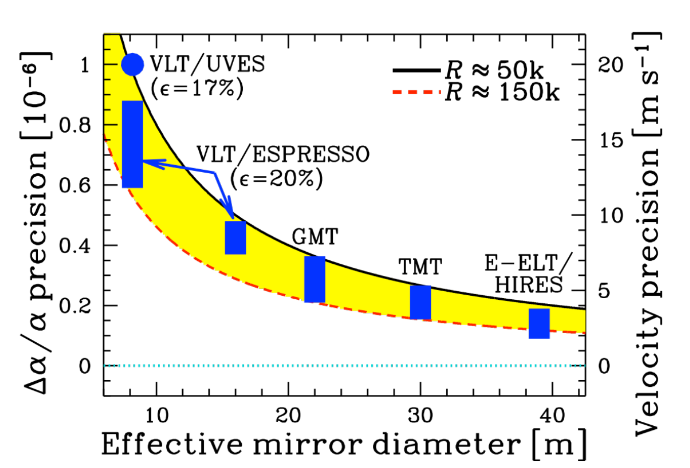 VLT/UVES
(ϵ=17%)
R ≈ 50k
R ≈ 150k
VLT/ESPRESSO
(ϵ=20%)
GMT
TMT
E−ELT/
HIRES
Δα/α precision [10⁻⁶]
1
0.8
0.6
0.4
0.2
0
Velocity precision [m s⁻¹]
20
15
10
5
0
10
20
30
40
Effective mirror diameter [m]